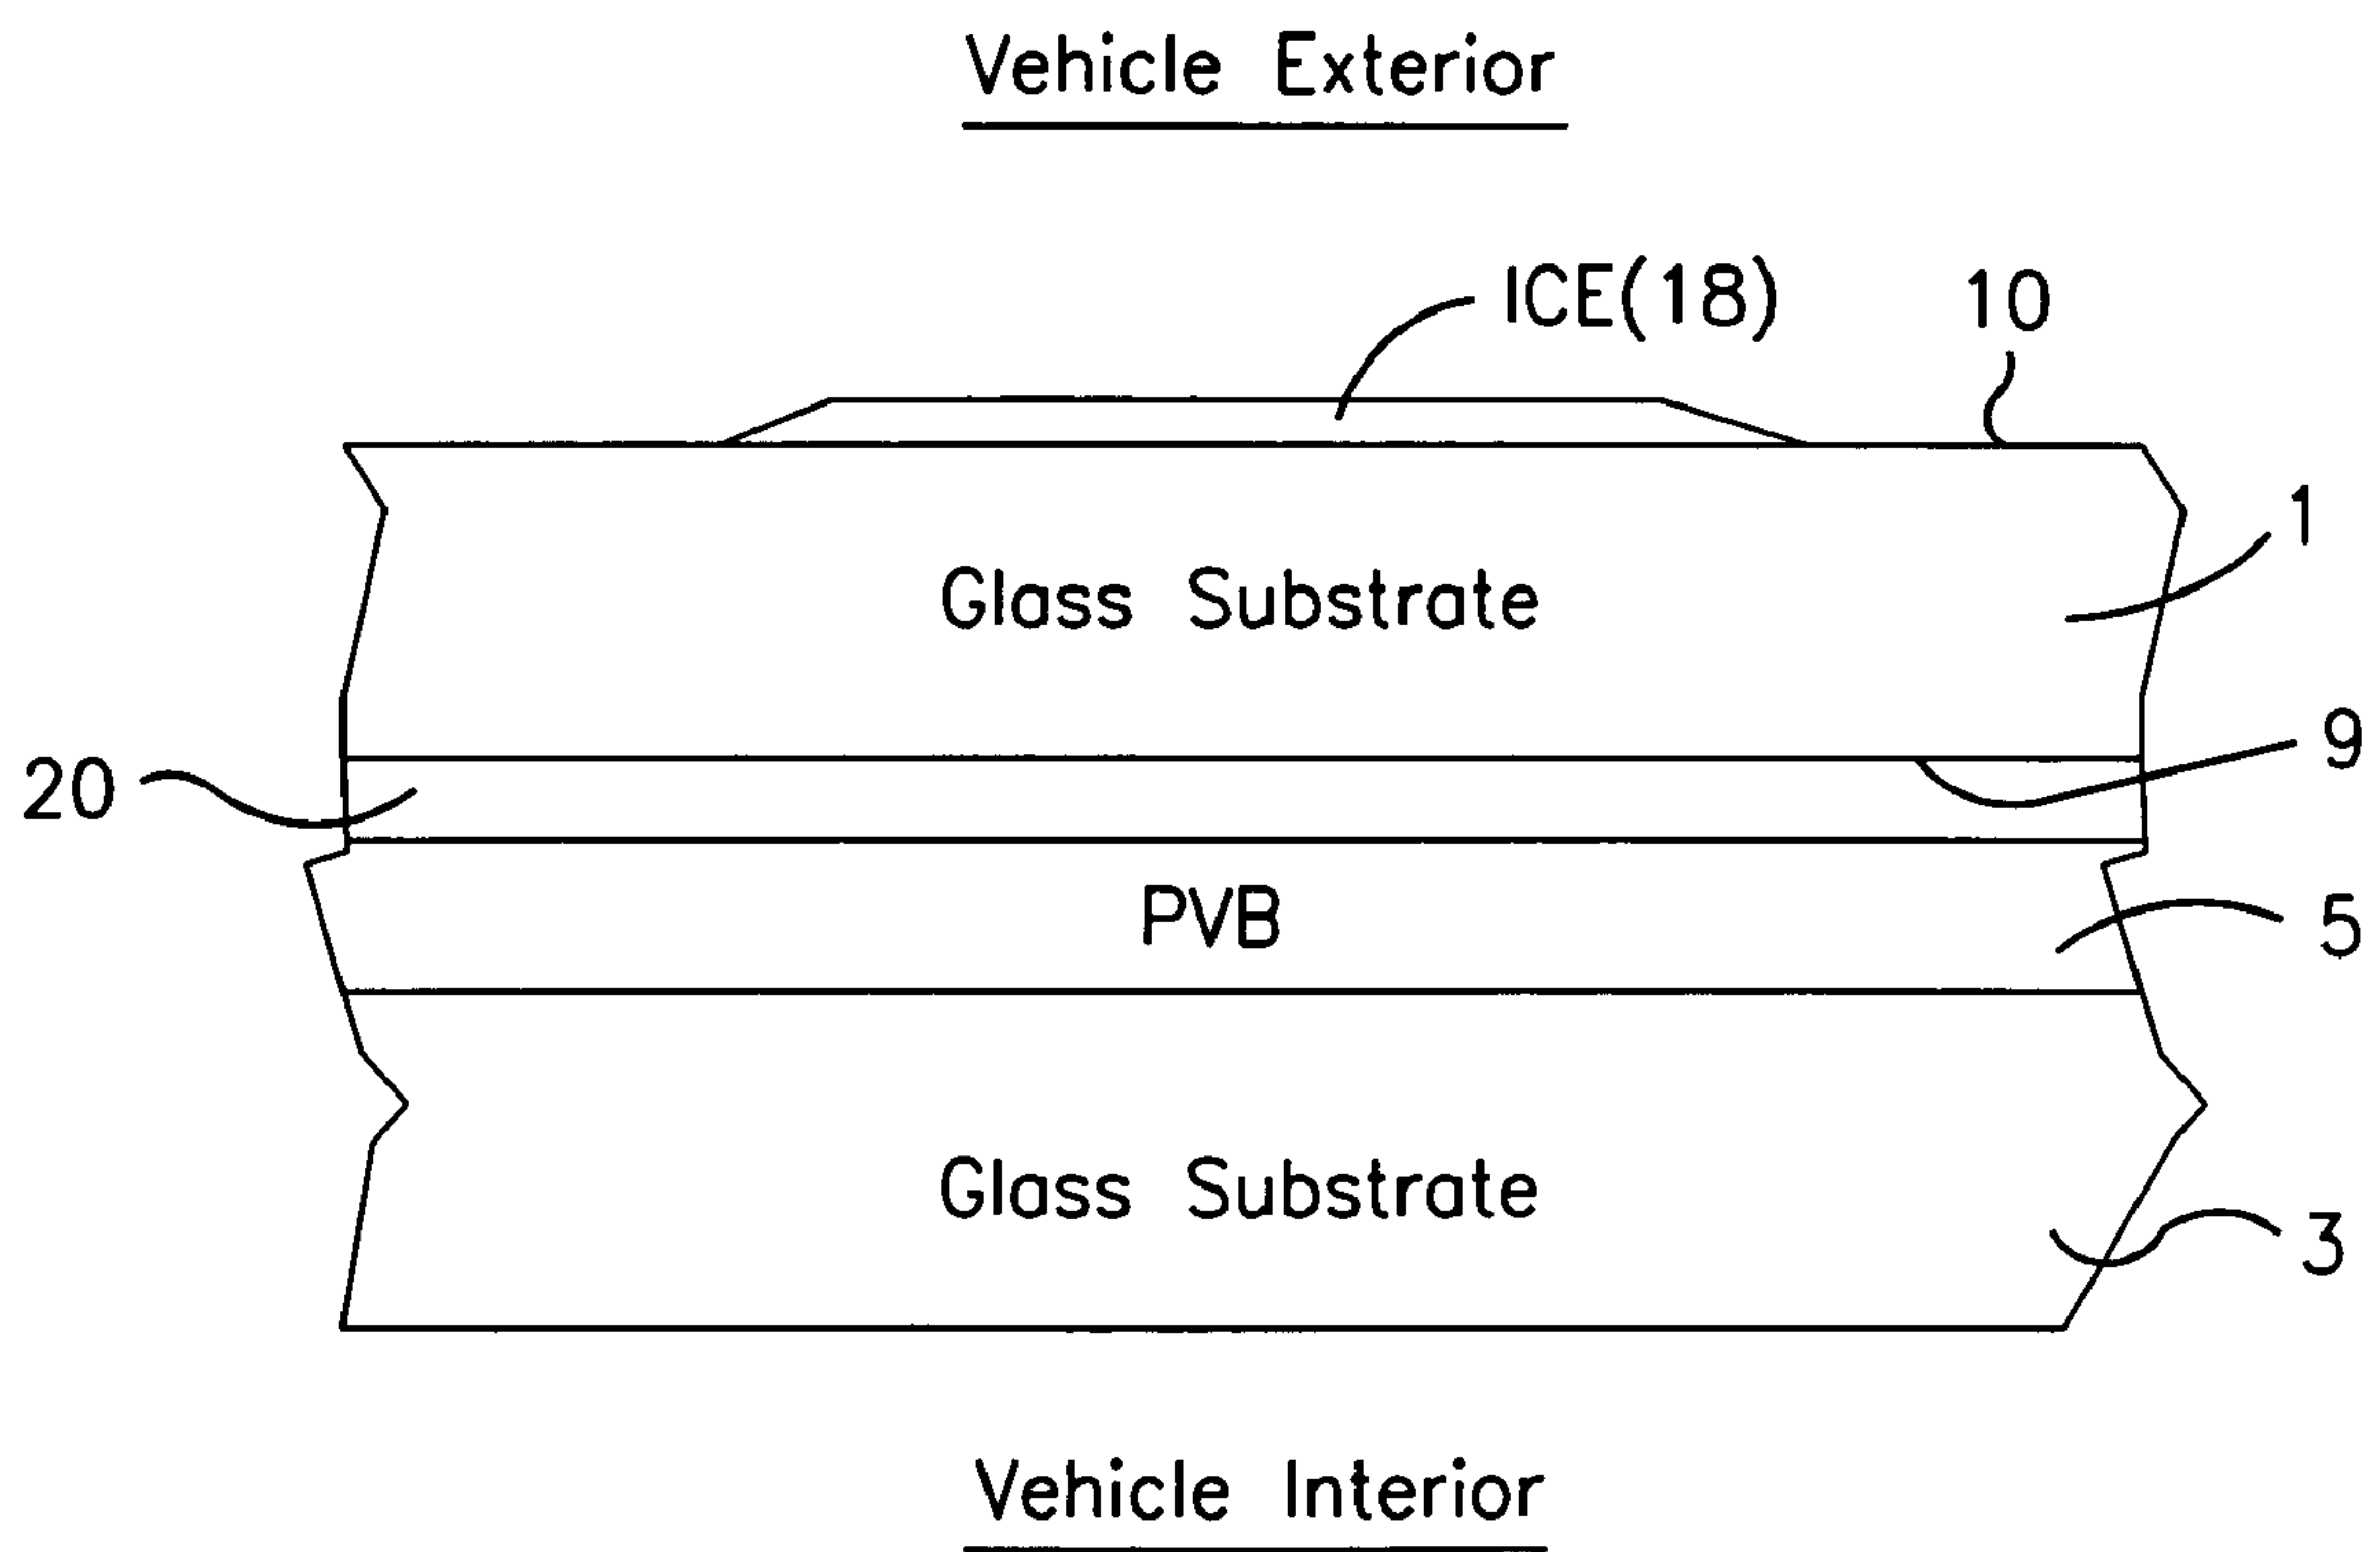 Vehicle Exterior
ICE(18)
10
1
Glass Substrate
9
20
PVB
5
Glass Substrate
3
Vehicle Interior